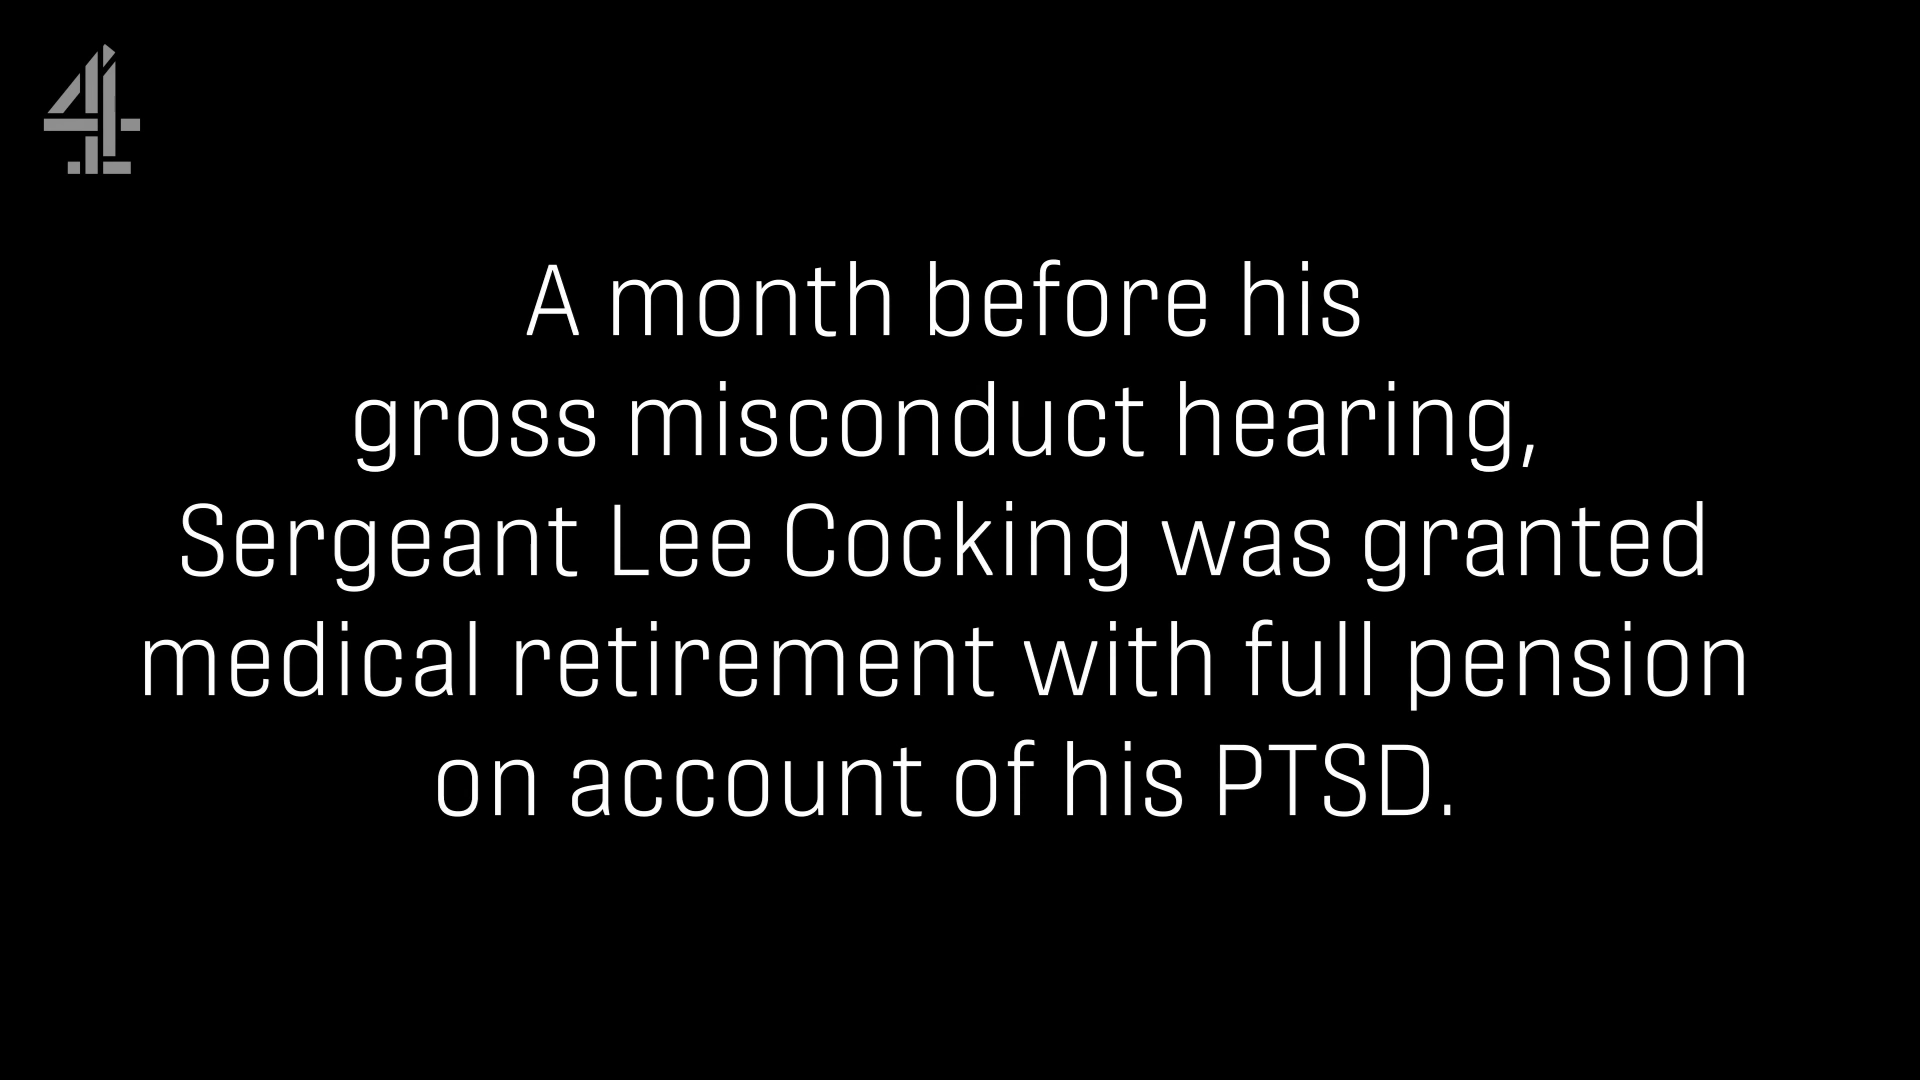 4
A month before his
gross misconduct hearing,
Sergeant Lee Cocking was granted
medical retirement with full pension
on account of his PTSD.